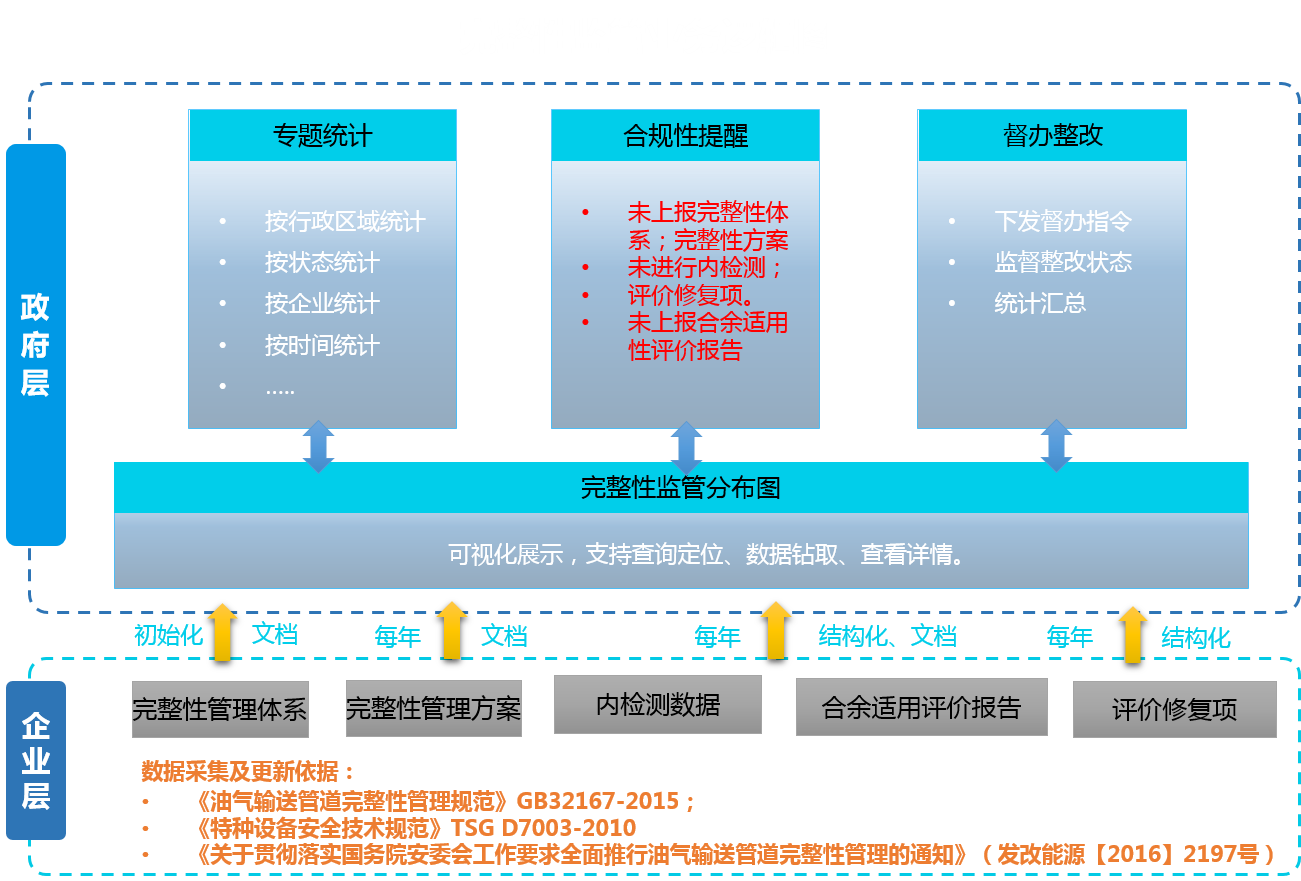 政府层
专题统计
• 按行政区域统计
• 按状态统计
• 按企业统计
• 按时间统计
• .....
合规性提醒
• 未上报完整性体
系；完整性方案
• 未进行内检测；
• 评价修复项。
• 未上报合余适用
性评价报告
督办整改
• 下发督办指令
• 监督整改状态
• 统计汇总
完整性监管分布图
可视化展示，支持查询定位、数据钻取、查看详情。
初始化 文档 每年 文档 每年 结构化、文档 每年 结构化
企业层
完整性管理体系 完整性管理方案 内检测数据 合余适用评价报告 评价修复项
数据采集及更新依据：
• 《油气输送管道完整性管理规范》GB32167-2015；
• 《特种设备安全技术规范》TSG D7003-2010
• 《关于贯彻落实国务院安委会工作要求全面推行油气输送管道完整性管理的通知》（发改能源【2016】2197号）